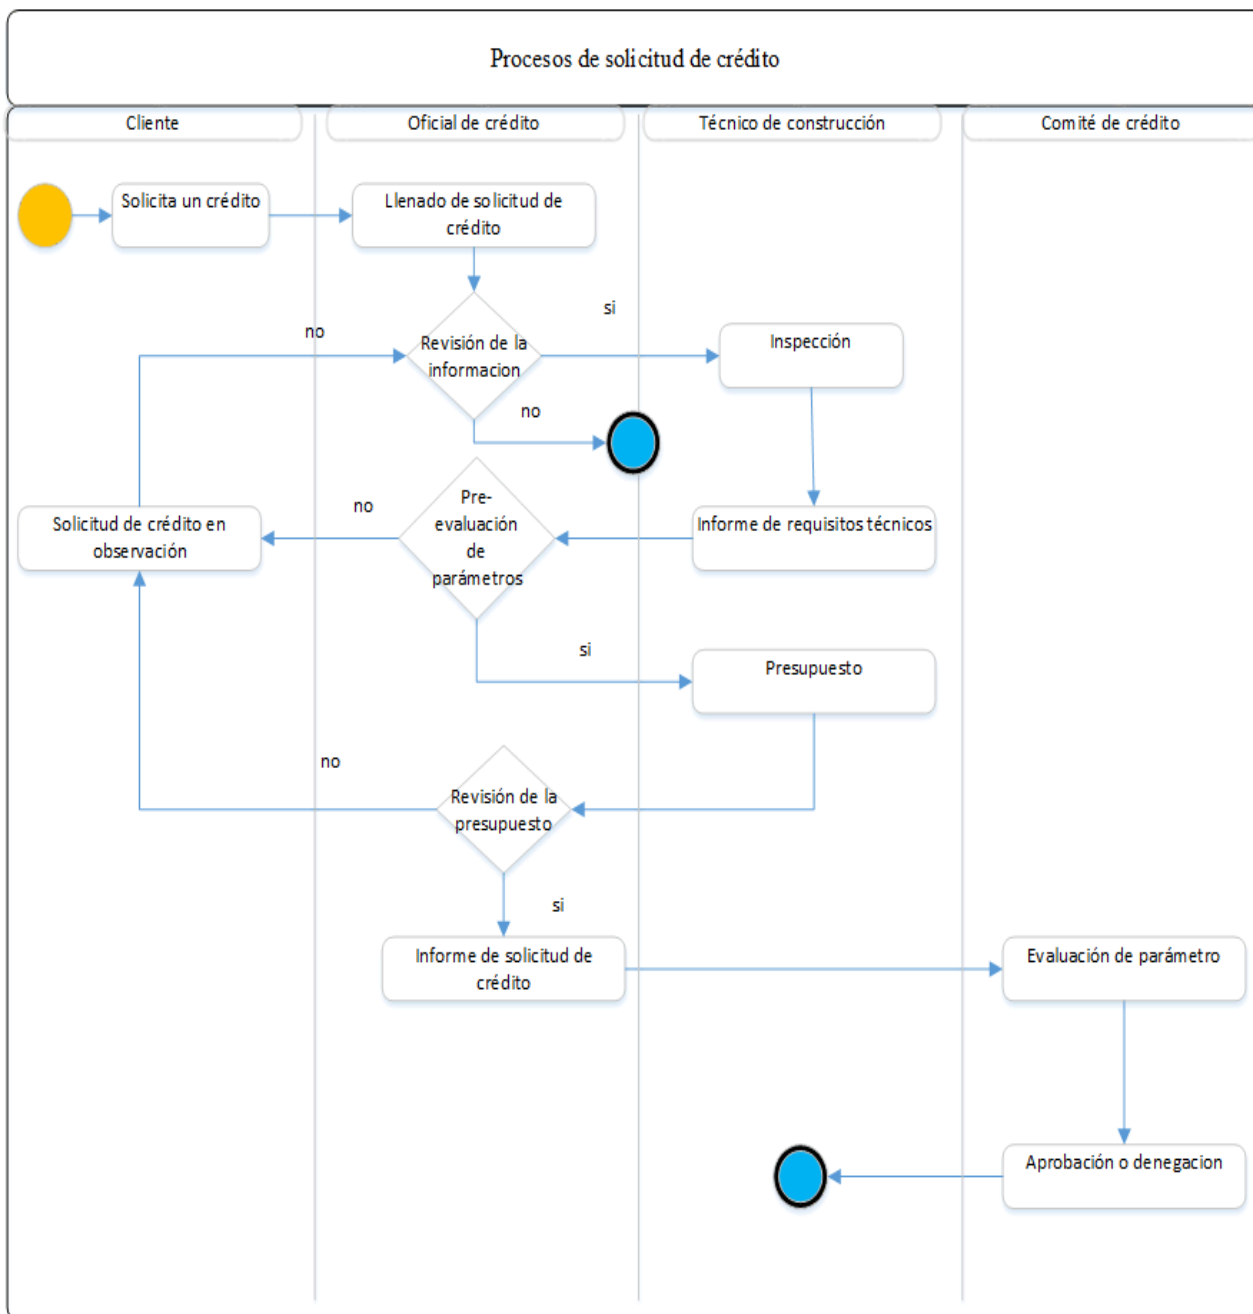 Procesos de solicitud de crédito
Cliente
Oficial de crédito
Técnico de construcción
Comité de crédito
Solicita un crédito
Llenado de solicitud de
crédito
si
no
Revisión de la
informacion
Inspección
no
Pre-
evaluación
de
parámetros
no
Solicitud de crédito en
observación
Informe de requisitos técnicos
si
Presupuesto
no
Revisión de la
presupuesto
si
Informe de solicitud de
crédito
Evaluación de parámetro
Aprobación o denegacion